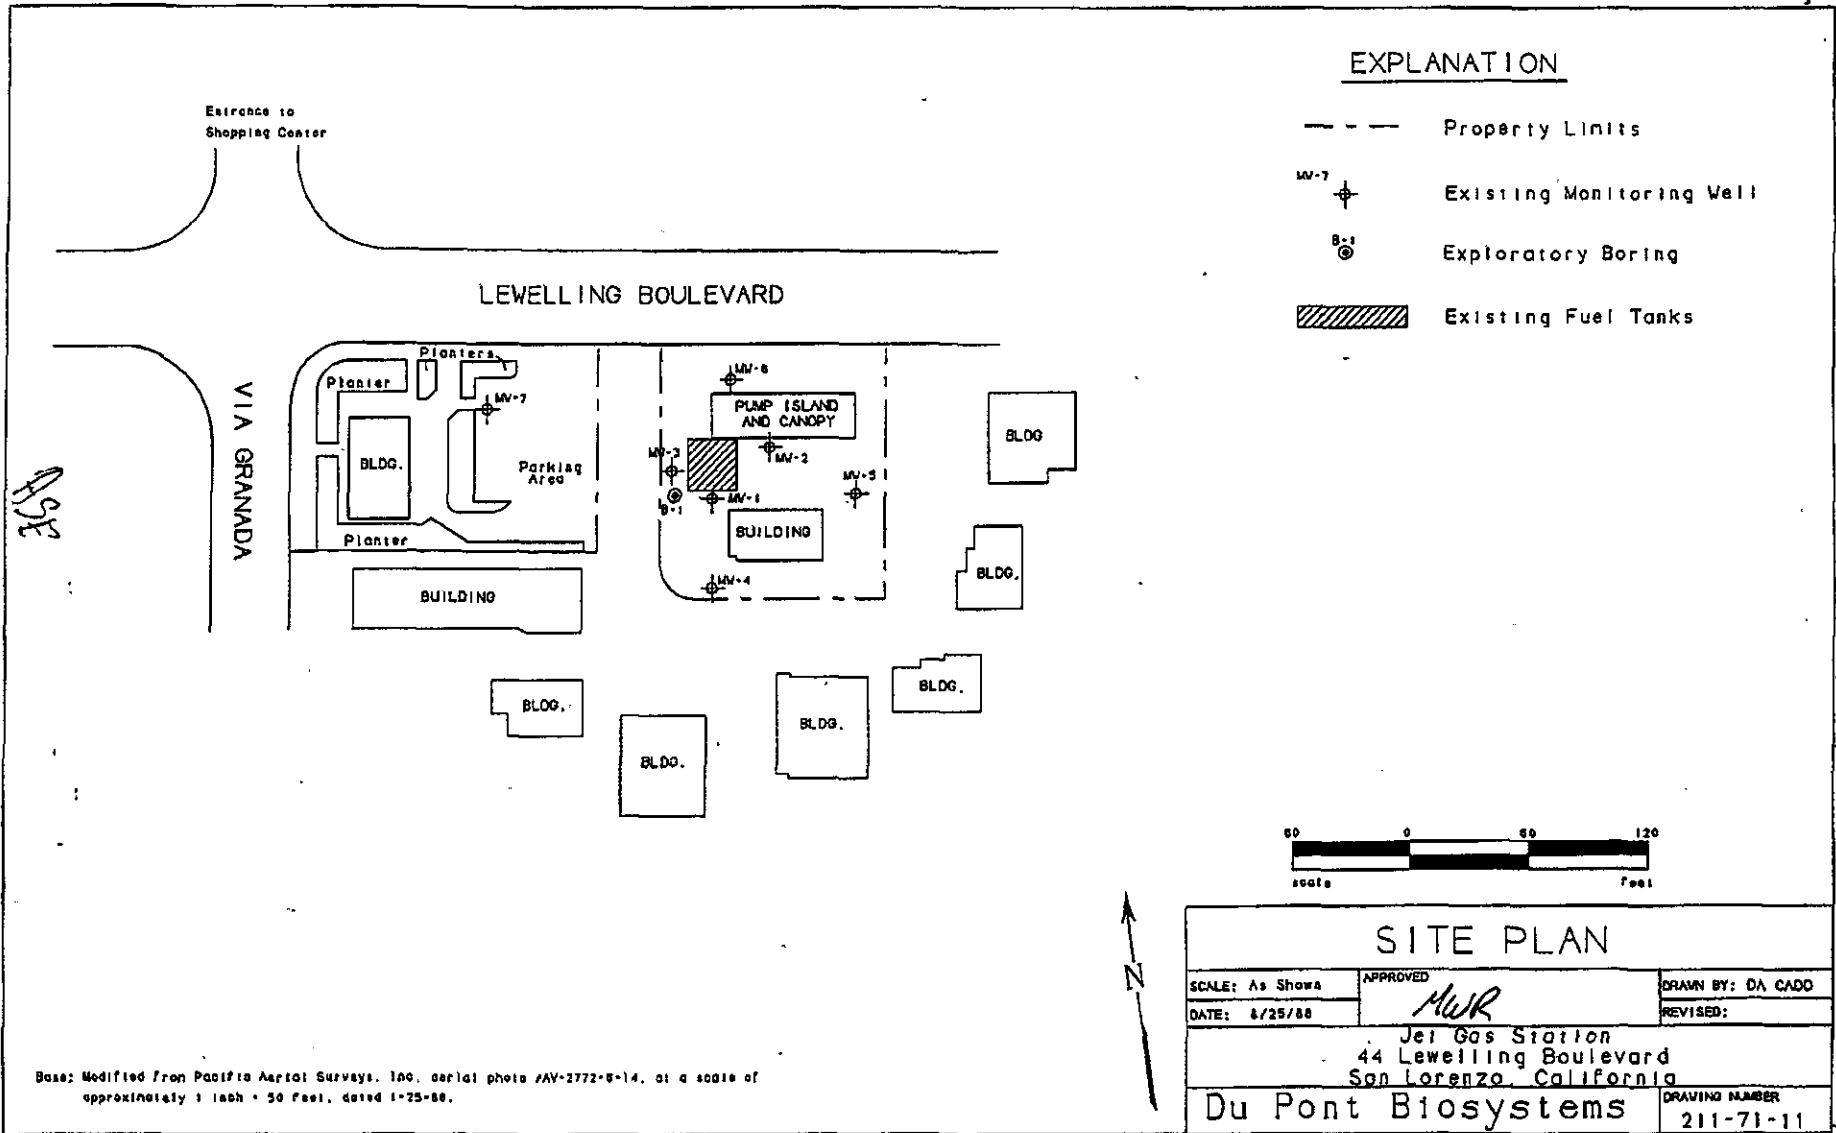 EXPLANATION
Property Limits
MW-7
Existing Monitoring Well
B-1
Exploratory Boring
Existing Fuel Tanks
Entrance to
Shopping Center
LEWELLING BOULEVARD
VIA GRANADA
Planters
Planter
MW-7
BLDG.
Parking
Area
Planter
BUILDING
MW-6
PUMP ISLAND
AND CANOPY
MW-3
MW-2
MW-5
B-1
MW-1
BUILDING
MW-4
BLDG
BLDG.
BLDG.
BLDG.
BLDG.
BLDG.
60 0 60 120
scale feet
N
SITE PLAN
SCALE: As Shown
APPROVED
MWR
DRAWN BY: DA CADD
DATE: 8/25/88
REVISED:
Jet Gas Station
44 Lewelling Boulevard
San Lorenzo, California
Du Pont Biosystems
DRAWING NUMBER
211-71-11
Base: Modified from Pacific Aerial Surveys, Inc. aerial photo #AV-2772-6-14, at a scale of
approximately 1 inch = 50 feet, dated 1-25-86.